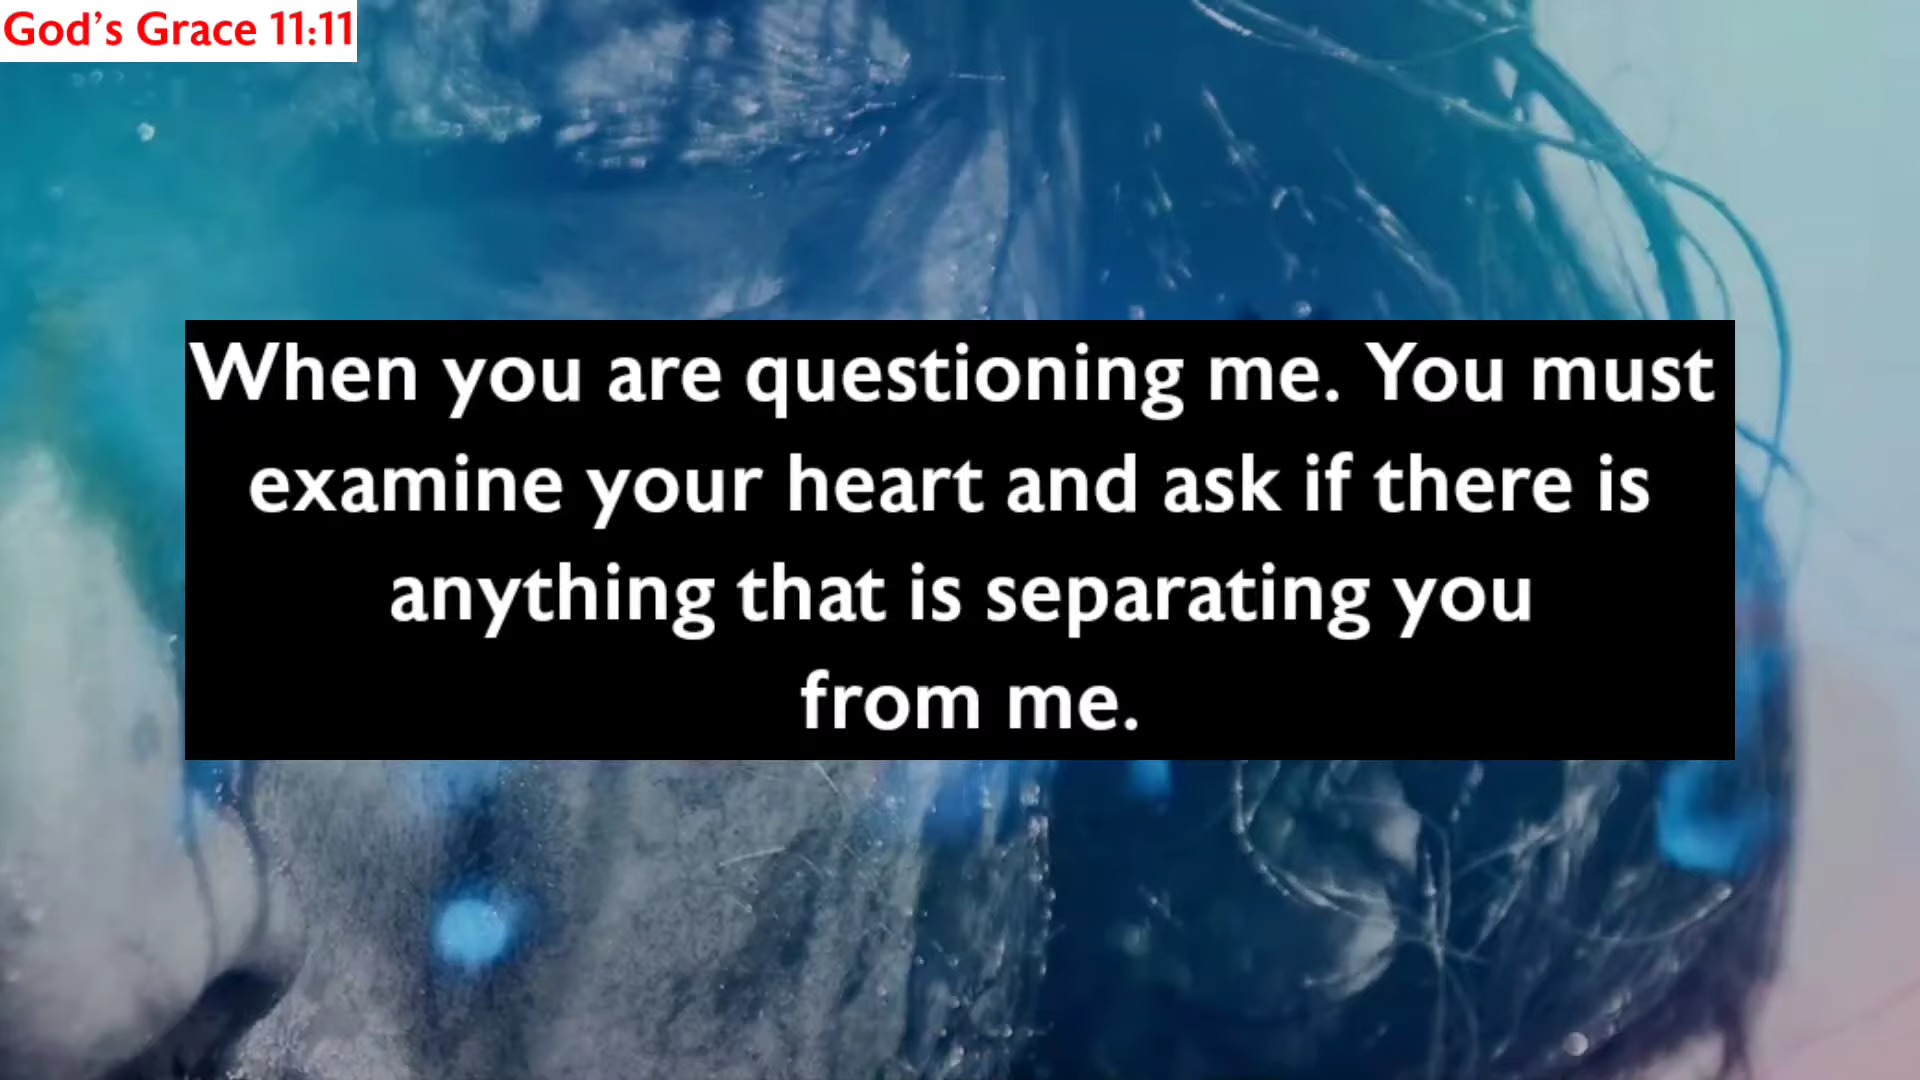 God's Grace 11:11
When you are questioning me. You must
examine your heart and ask if there is
anything that is separating you
from me.